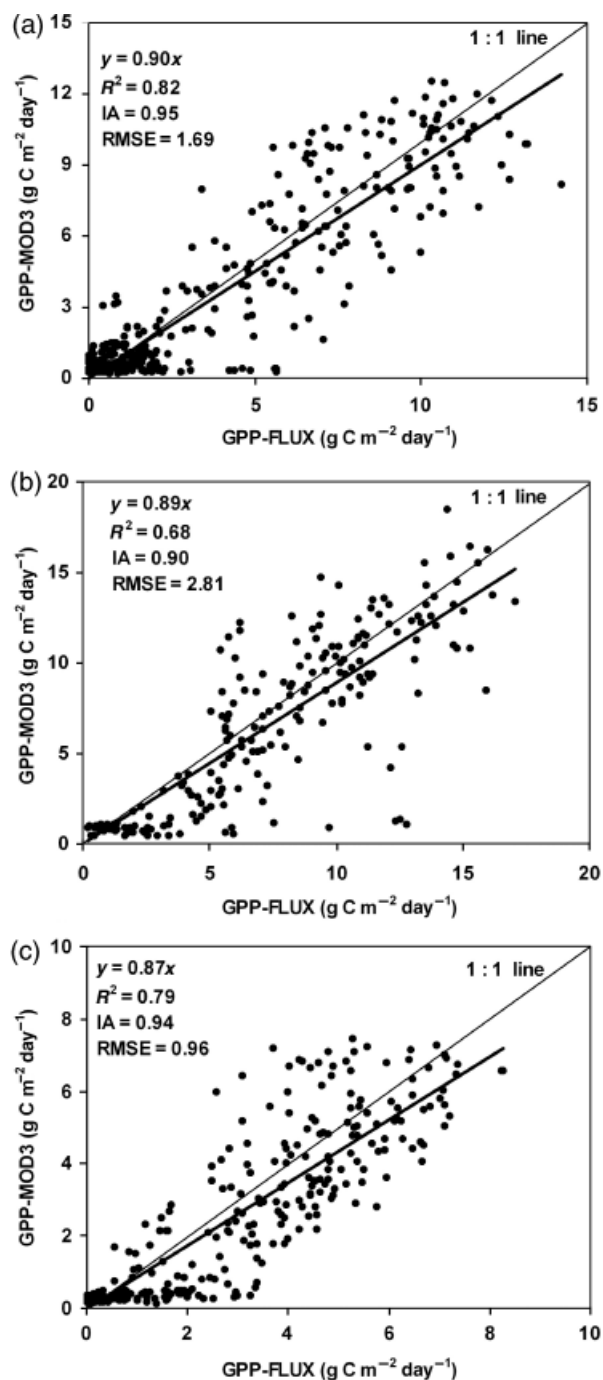 (a)
15
12
9
6
3
0
GPP-MOD3 (g C m⁻² day⁻¹)
y = 0.90x
R² = 0.82
IA = 0.95
RMSE = 1.69
1 : 1 line
0 5 10 15
GPP-FLUX (g C m⁻² day⁻¹)
(b)
20
15
10
5
0
GPP-MOD3 (g C m⁻² day⁻¹)
y = 0.89x
R² = 0.68
IA = 0.90
RMSE = 2.81
1 : 1 line
0 5 10 15 20
GPP-FLUX (g C m⁻² day⁻¹)
(c)
10
8
6
4
2
0
GPP-MOD3 (g C m⁻² day⁻¹)
y = 0.87x
R² = 0.79
IA = 0.94
RMSE = 0.96
1 : 1 line
0 2 4 6 8 10
GPP-FLUX (g C m⁻² day⁻¹)